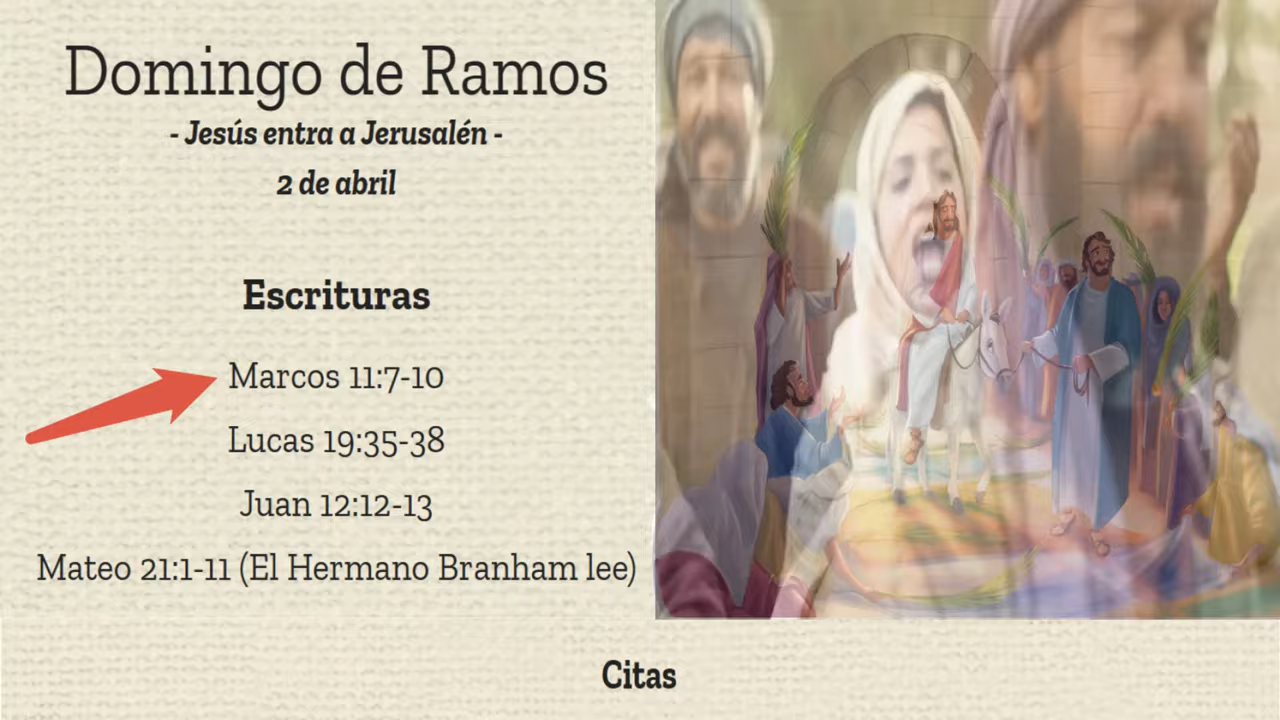 Domingo de Ramos
- Jesús entra a Jerusalén -
2 de abril
Escrituras
Marcos 11:7-10
Lucas 19:35-38
Juan 12:12-13
Mateo 21:1-11 (El Hermano Branham lee)
Citas